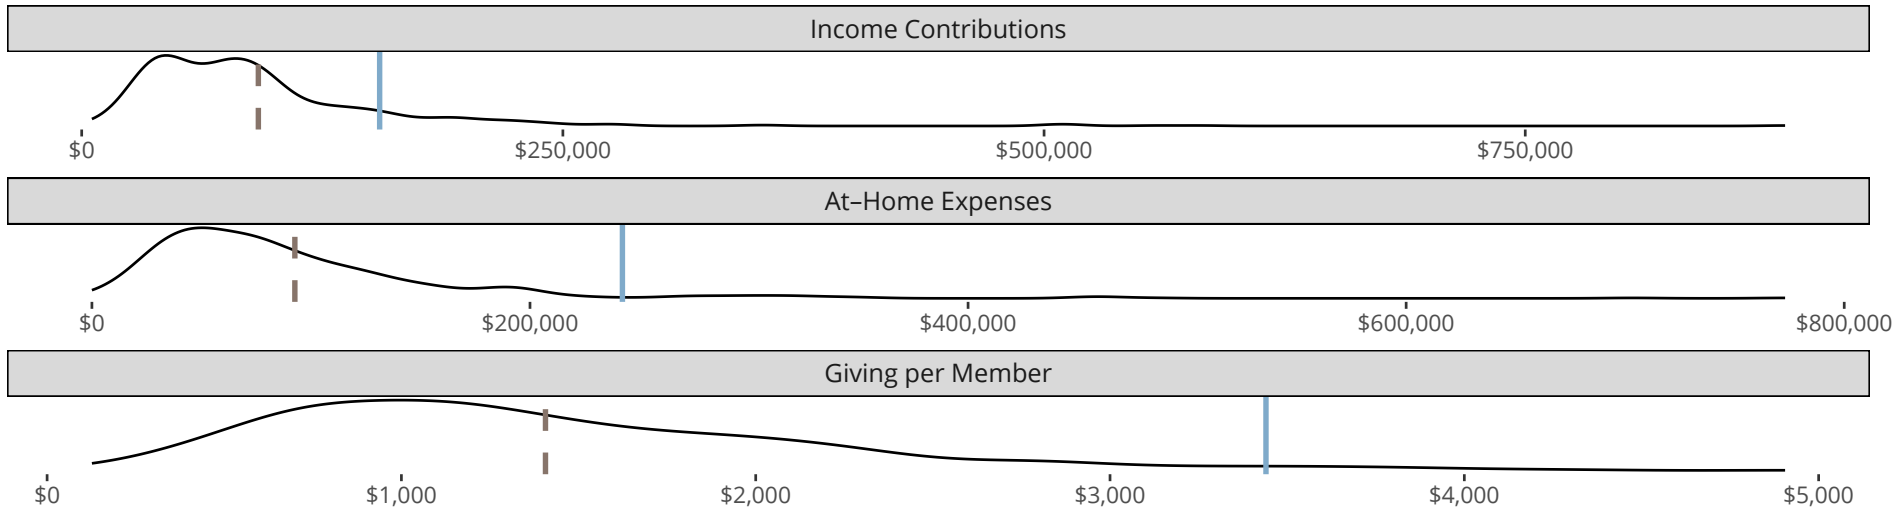 Income Contributions
$0 $250,000 $500,000 $750,000
At–Home Expenses
$0 $200,000 $400,000 $600,000 $800,000
Giving per Member
$0 $1,000 $2,000 $3,000 $4,000 $5,000